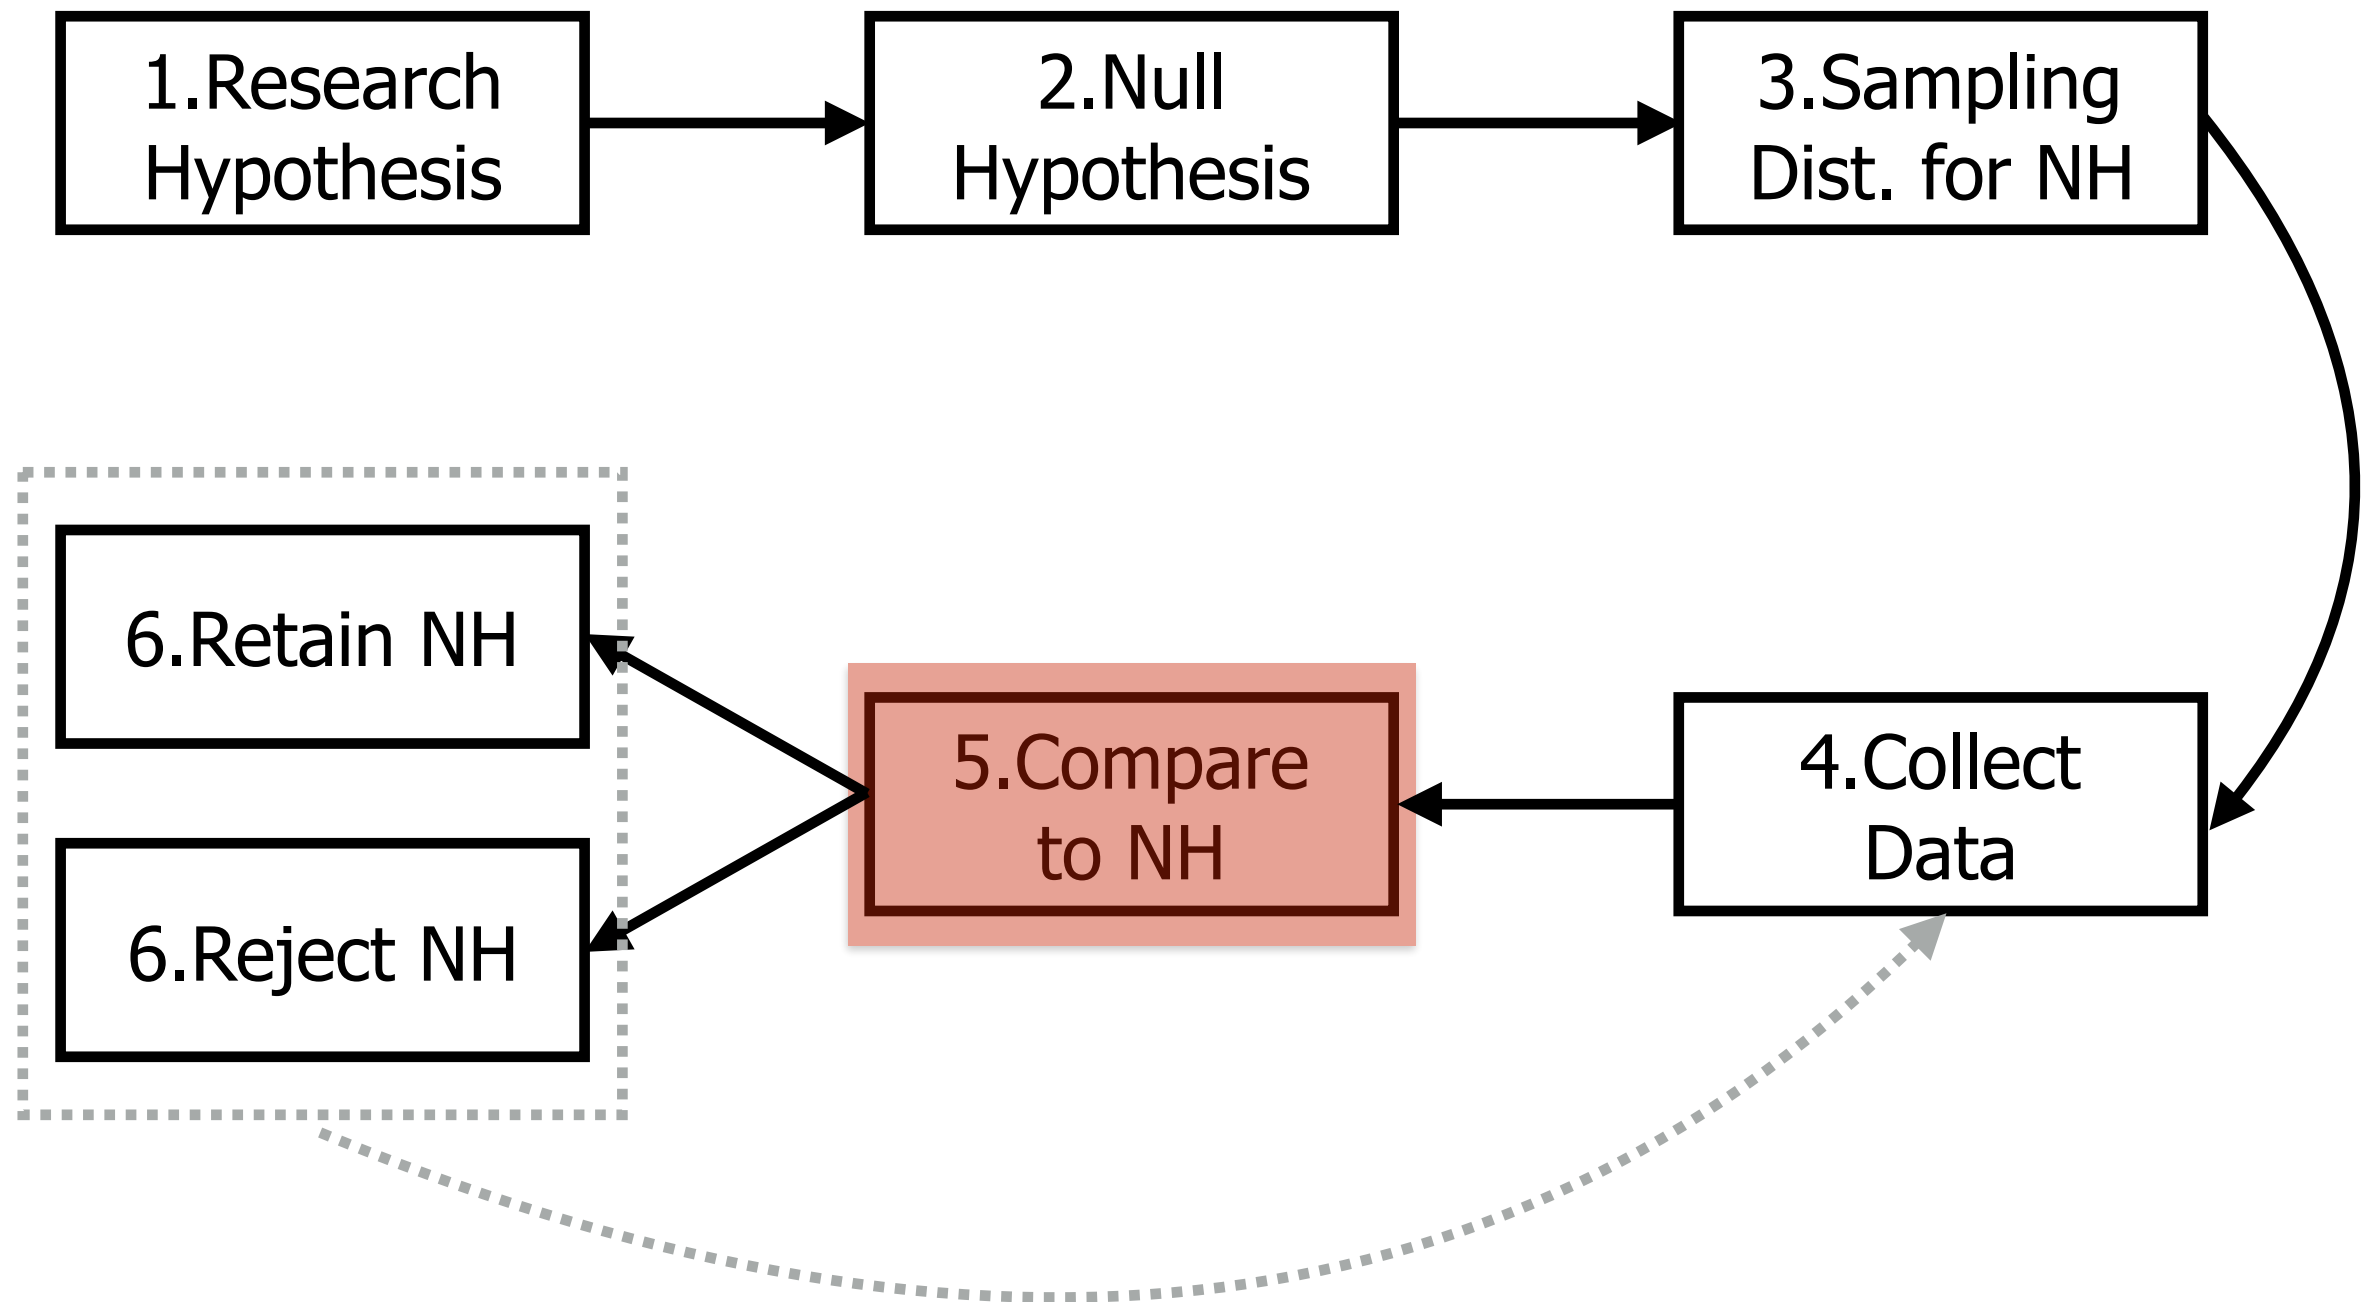 1.Research
Hypothesis
2.Null
Hypothesis
3.Sampling
Dist. for NH
6.Retain NH
5.Compare
to NH
4.Collect
Data
6.Reject NH